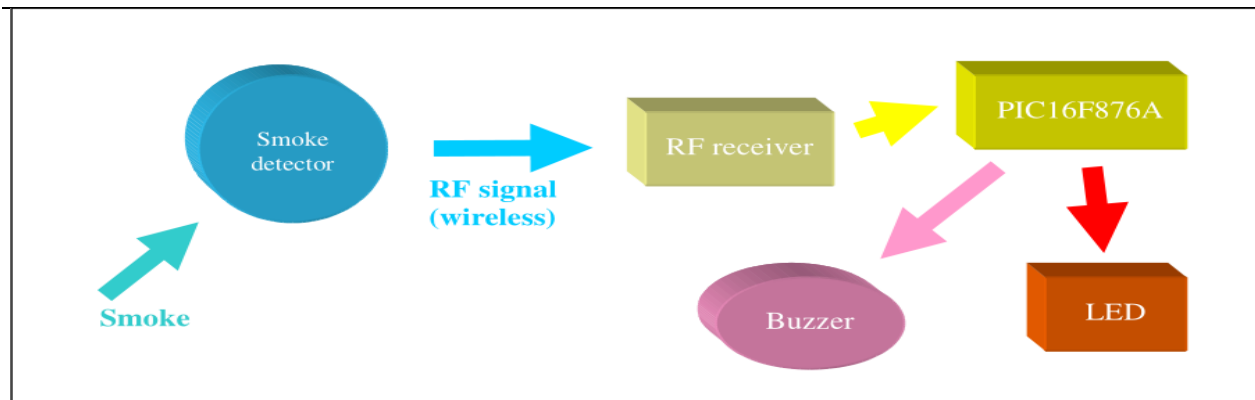 Smoke
detector
RF signal
(wireless)
Smoke
RF receiver
PIC16F876A
Buzzer
LED